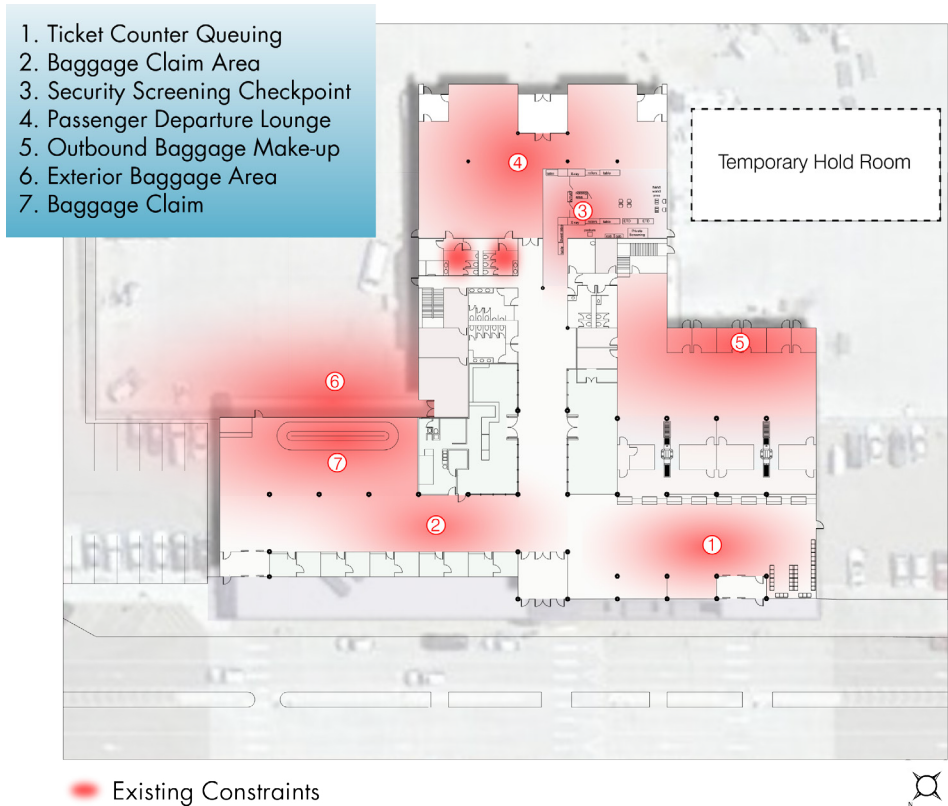 1. Ticket Counter Queuing
2. Baggage Claim Area
3. Security Screening Checkpoint
4. Passenger Departure Lounge
5. Outbound Baggage Make-up
6. Exterior Baggage Area
7. Baggage Claim
Temporary Hold Room
4
3
5
6
7
2
1
Existing Constraints
N